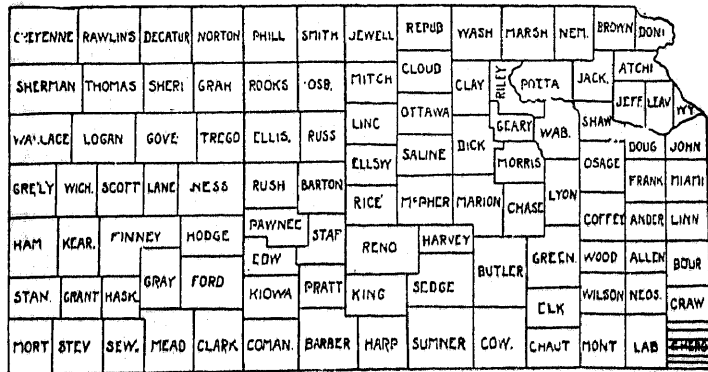 CHEYENNE RAWLINS DECATUR NORTON PHILL SMITH JEWELL REPUB WASH MARSH NEM. BROWN DONI
SHERMAN THOMAS SHERI GRAH ROOKS OSB. MITCH CLOUD CLAY RILEY POTTA JACK. ATCHI
JEFF. LEAV WY
WALLACE LOGAN GOVE TREGO ELLIS. RUSS LINC OTTAWA GEARY WAB. SHAW DOUG JOHN
ELLSW SALINE DICK MORRIS OSAGE FRANK MIAMI
GRE'LY WICH. SCOTT LANE NESS RUSH BARTON RICE McPHER MARION CHASE LYON COFFEY ANDER LINN
HAM KEAR. FINNEY HODGE PAWNEE STAF RENO HARVEY BUTLER GREEN. WOOD ALLEN BOUR
GRAY FORD EDW
STAN. GRANT HASK. KIOWA PRATT KING SEDGE ELK WILSON NEOS. CRAW
MORT STEV SEW. MEAD CLARK COMAN. BARBER HARP SUMNER COW. CHAUT MONT LAB